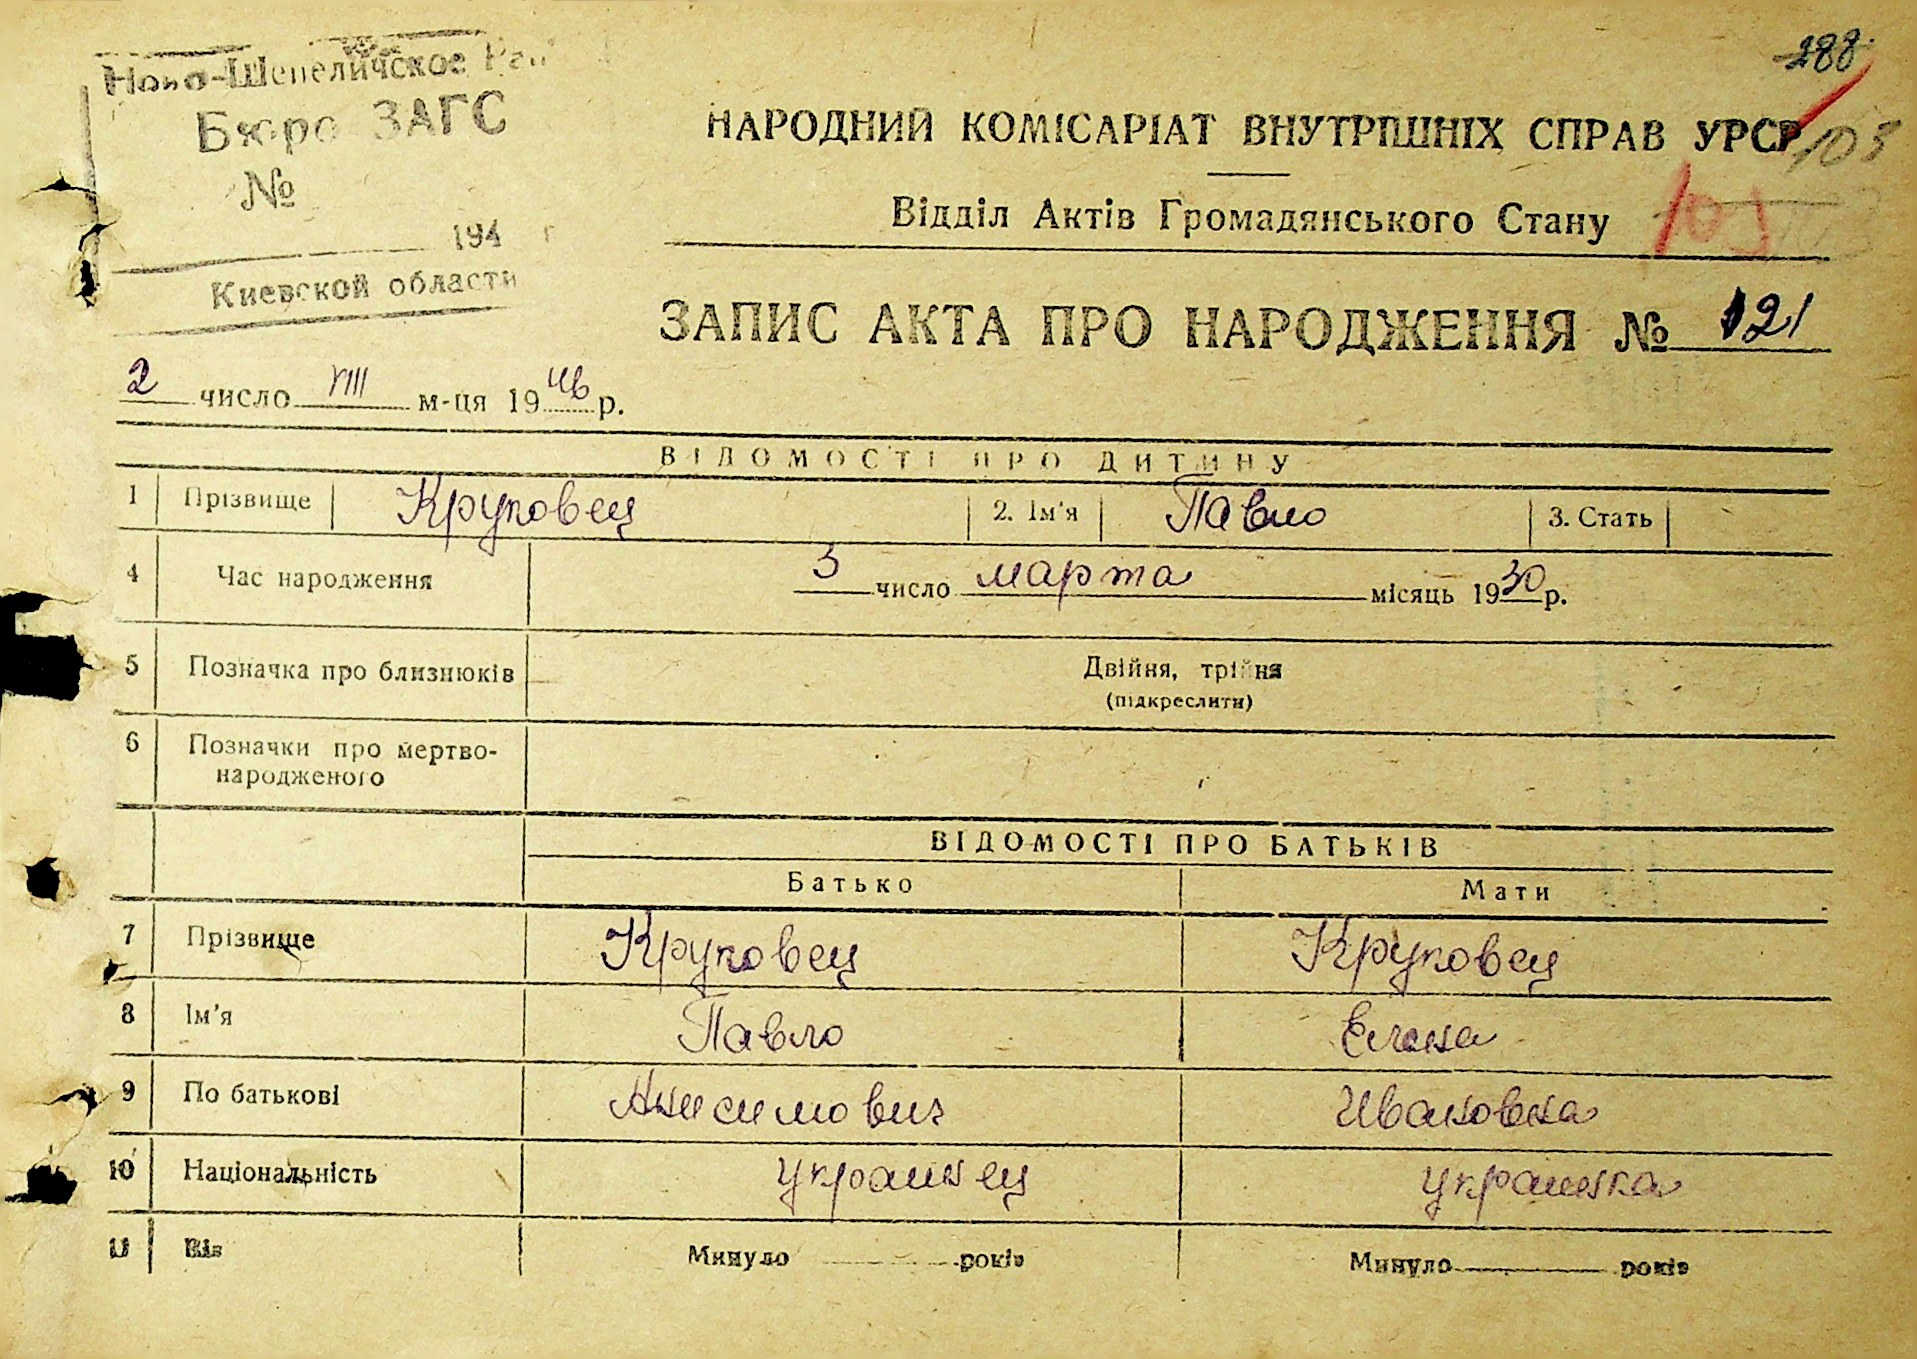 Ново-Шепеличское Рай
Бюро ЗАГС
№
194 г
Киевской области
288
НАРОДНИЙ КОМІСАРІАТ ВНУТРІШНІХ СПРАВ УРСР
103
Відділ Актів Громадянського Стану
103
ЗАПИС АКТА ПРО НАРОДЖЕННЯ № 121
2 число VIII м-ця 1946 р.
ВІДОМОСТІ ПРО ДИТИНУ
1 Прізвище Круповец 2. Ім'я Павло 3. Стать
4 Час народження 3 число марта місяць 1930 р.
5 Позначка про близнюків Двійня, трійня
(підкреслити)
6 Позначки про мертво-
народженого
ВІДОМОСТІ ПРО БАТЬКІВ
Батько Мати
7 Прізвище Круповец Круповец
8 Ім'я Павло Елена
9 По батькові Анисимович Ивановна
10 Національність украинец украинка
11 Вік Минуло років Минуло років